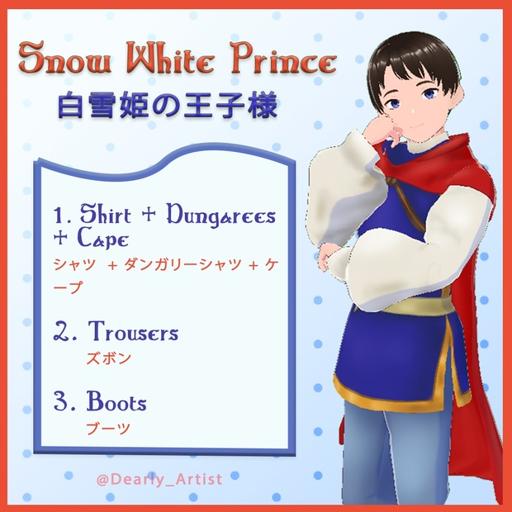 Snow White Prince
白雪姫の王子様
1. Shirt + Dungarees
+ Cape
シャツ + ダンガリーシャツ + ケ
ープ
2. Trousers
ズボン
3. Boots
ブーツ
@Dearly_Artist